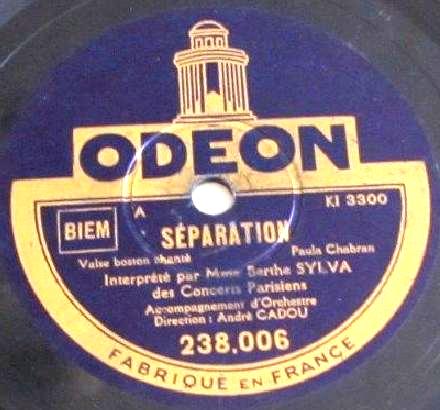 ODEON
A
KI 3300
BIEM
SÉPARATION
Valse boston chanté
Paula Chabran
Interprété par Mme Berthe SYLVA
des Concerts Parisiens
Accompagnement d'Orchestre
Direction : André CADOU
238.006
FABRIQUÉ EN FRANCE